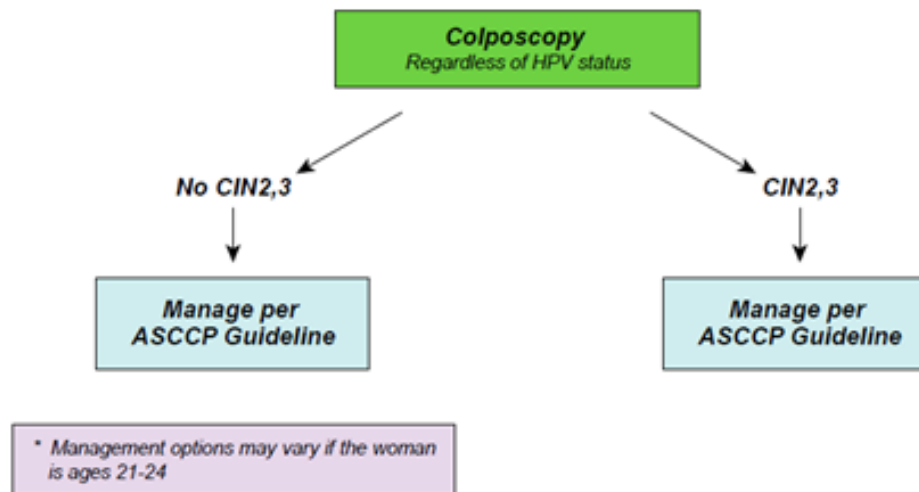 Colposcopy
Regardless of HPV status
No CIN2,3
CIN2,3
Manage per
ASCCP Guideline
Manage per
ASCCP Guideline
* Management options may vary if the woman
is ages 21-24